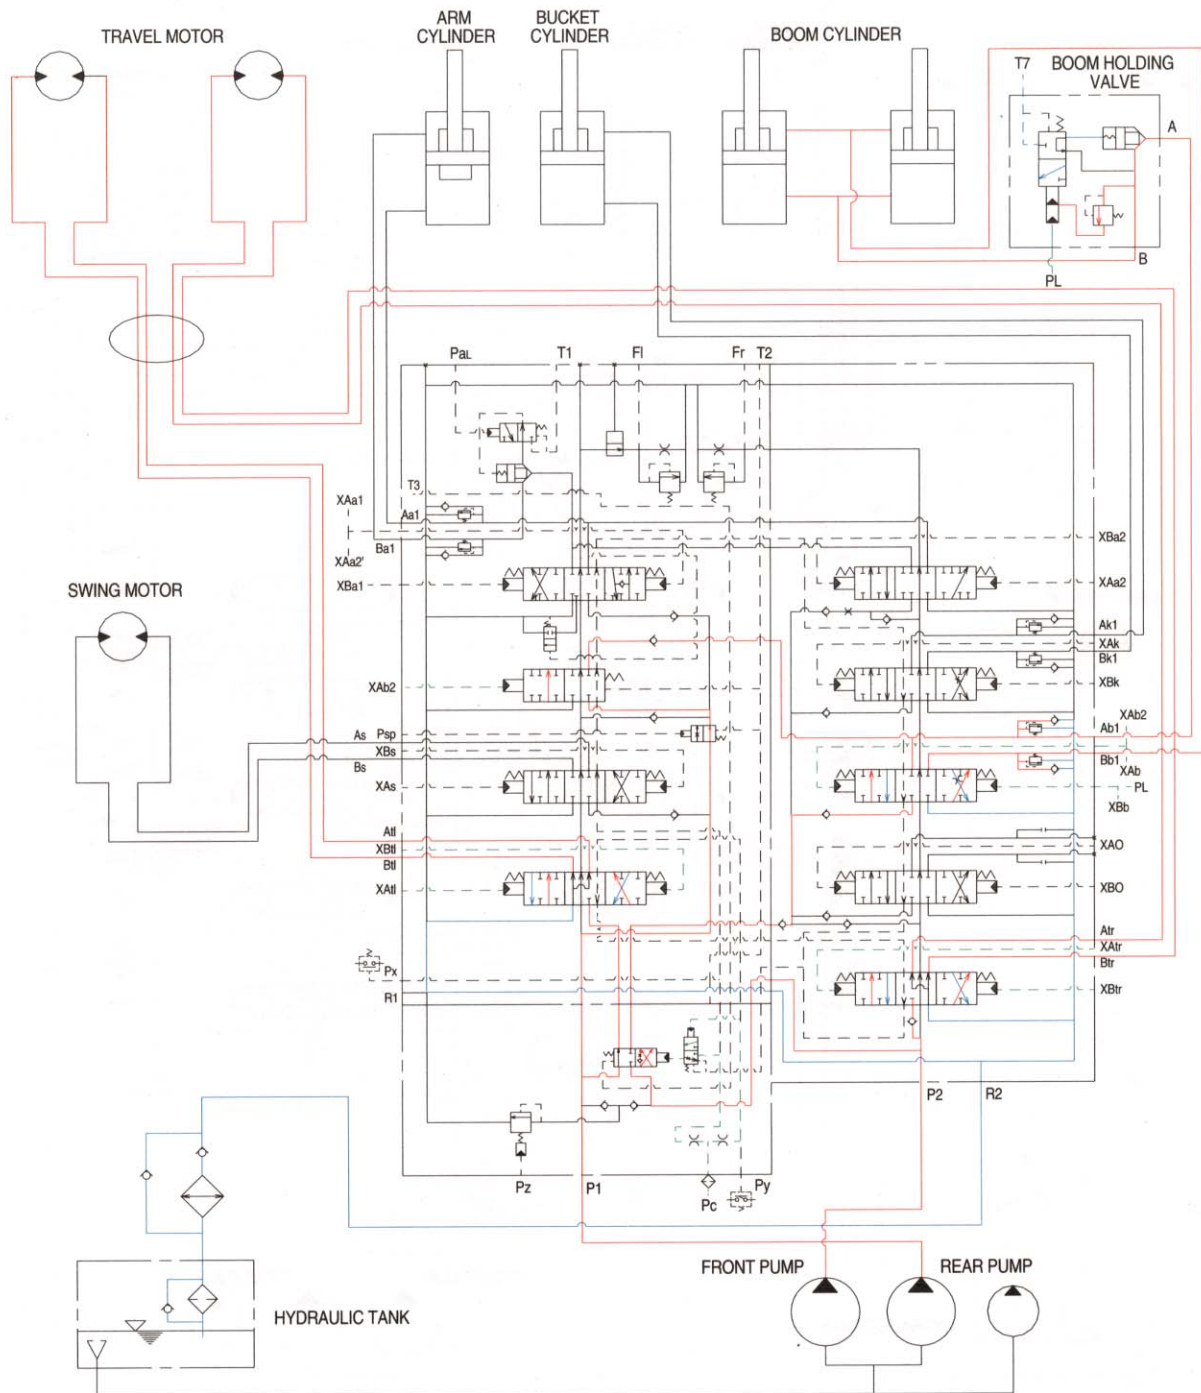 TRAVEL MOTOR
ARM
CYLINDER
BUCKET
CYLINDER
BOOM CYLINDER
T7
BOOM HOLDING
VALVE
A
B
PL
PaL
T1
Fl
Fr
T2
T3
XAa1
Aa1
Ba1
XAa2'
XBa1
XBa2
XAa2
SWING MOTOR
Ak1
XAk
Bk1
XBk
XAb2
XAb2
Ab1
As
Psp
XBs
Bs
Bb1
XAb
XAs
PL
XBb
Atl
XBtl
Btl
XAtl
XAO
XBO
Atr
XAtr
Btr
XBtr
Px
R1
P2
R2
Pz
P1
Pc
Py
FRONT PUMP
REAR PUMP
HYDRAULIC TANK